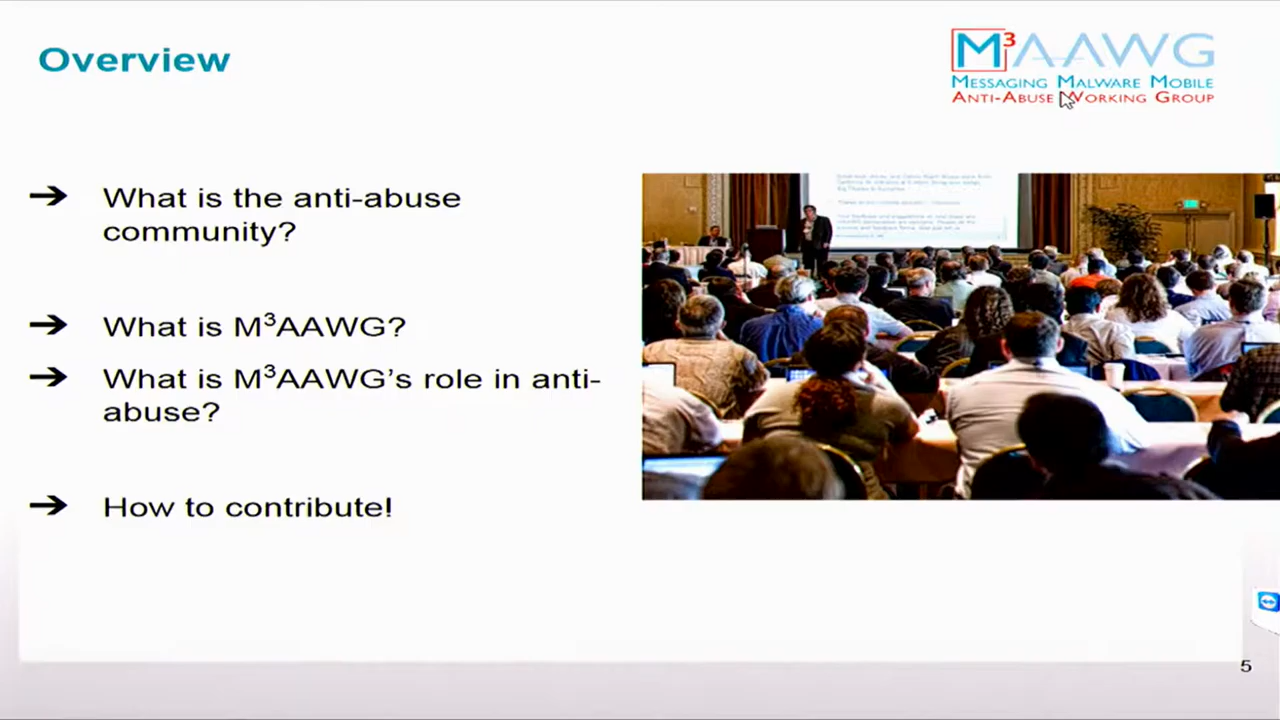 Overview
M³AAWG
MESSAGING MALWARE MOBILE
ANTI-ABUSE WORKING GROUP
➔ What is the anti-abuse
community?
➔ What is M³AAWG?
➔ What is M³AAWG’s role in anti-
abuse?
➔ How to contribute!
5